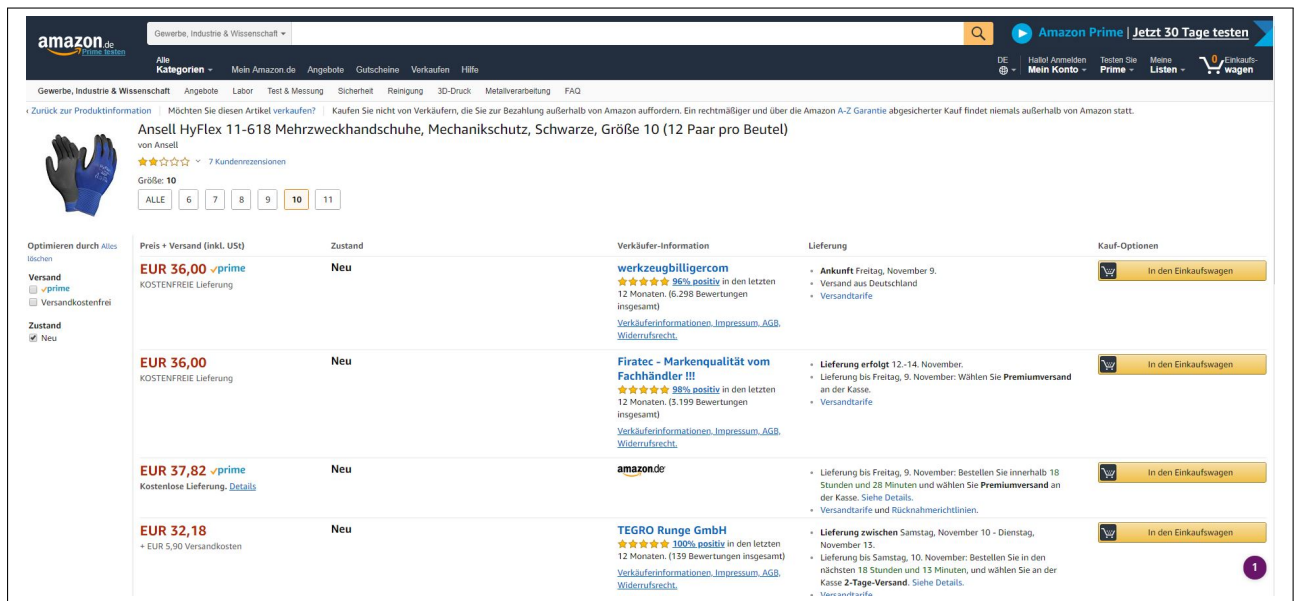 amazon.de
Prime testen
Gewerbe, Industrie & Wissenschaft
Amazon Prime | Jetzt 30 Tage testen
Alle
Kategorien
Mein Amazon.de Angebote Gutscheine Verkaufen Hilfe
DE
Hallo! Anmelden
Mein Konto
Testen Sie
Prime
Meine
Listen
0
Einkaufs-
wagen
Gewerbe, Industrie & Wissenschaft Angebote Labor Test & Messung Sicherheit Reinigung 3D-Druck Metallverarbeitung FAQ
‹ Zurück zur Produktinformation | Möchten Sie diesen Artikel verkaufen? | Kaufen Sie nicht von Verkäufern, die Sie zur Bezahlung außerhalb von Amazon auffordern. Ein rechtmäßiger und über die Amazon A-Z Garantie abgesicherter Kauf findet niemals außerhalb von Amazon statt.
Ansell HyFlex 11-618 Mehrzweckhandschuhe, Mechanikschutz, Schwarze, Größe 10 (12 Paar pro Beutel)
von Ansell
7 Kundenrezensionen
Größe: 10
ALLE 6 7 8 9 10 11
Optimieren durch Alles
löschen
Versand
prime
Versandkostenfrei
Zustand
Neu
Preis + Versand (inkl. USt) Zustand Verkäufer-Information Lieferung Kauf-Optionen
EUR 36,00 prime
KOSTENFREIE Lieferung
Neu
werkzeugbilligercom
96% positiv in den letzten
12 Monaten. (6.298 Bewertungen
insgesamt)
Verkäuferinformationen, Impressum, AGB,
Widerrufsrecht.
• Ankunft Freitag, November 9.
• Versand aus Deutschland
• Versandtarife
In den Einkaufswagen
EUR 36,00
KOSTENFREIE Lieferung
Neu
Firatec - Markenqualität vom
Fachhändler !!!
98% positiv in den letzten
12 Monaten. (3.199 Bewertungen
insgesamt)
Verkäuferinformationen, Impressum, AGB,
Widerrufsrecht.
• Lieferung erfolgt 12.-14. November.
• Lieferung bis Freitag, 9. November: Wählen Sie Premiumversand
an der Kasse.
• Versandtarife
In den Einkaufswagen
EUR 37,82 prime
Kostenlose Lieferung. Details
Neu
amazon.de
• Lieferung bis Freitag, 9. November: Bestellen Sie innerhalb 18
Stunden und 28 Minuten und wählen Sie Premiumversand an
der Kasse. Siehe Details.
• Versandtarife und Rücknahmerichtlinien.
In den Einkaufswagen
EUR 32,18
+ EUR 5,90 Versandkosten
Neu
TEGRO Runge GmbH
100% positiv in den letzten
12 Monaten. (139 Bewertungen insgesamt)
Verkäuferinformationen, Impressum, AGB,
Widerrufsrecht.
• Lieferung zwischen Samstag, November 10 - Dienstag,
November 13.
• Lieferung bis Samstag, 10. November: Bestellen Sie in den
nächsten 18 Stunden und 13 Minuten, und wählen Sie an der
Kasse 2-Tage-Versand. Siehe Details.
• Versandtarife
In den Einkaufswagen
1